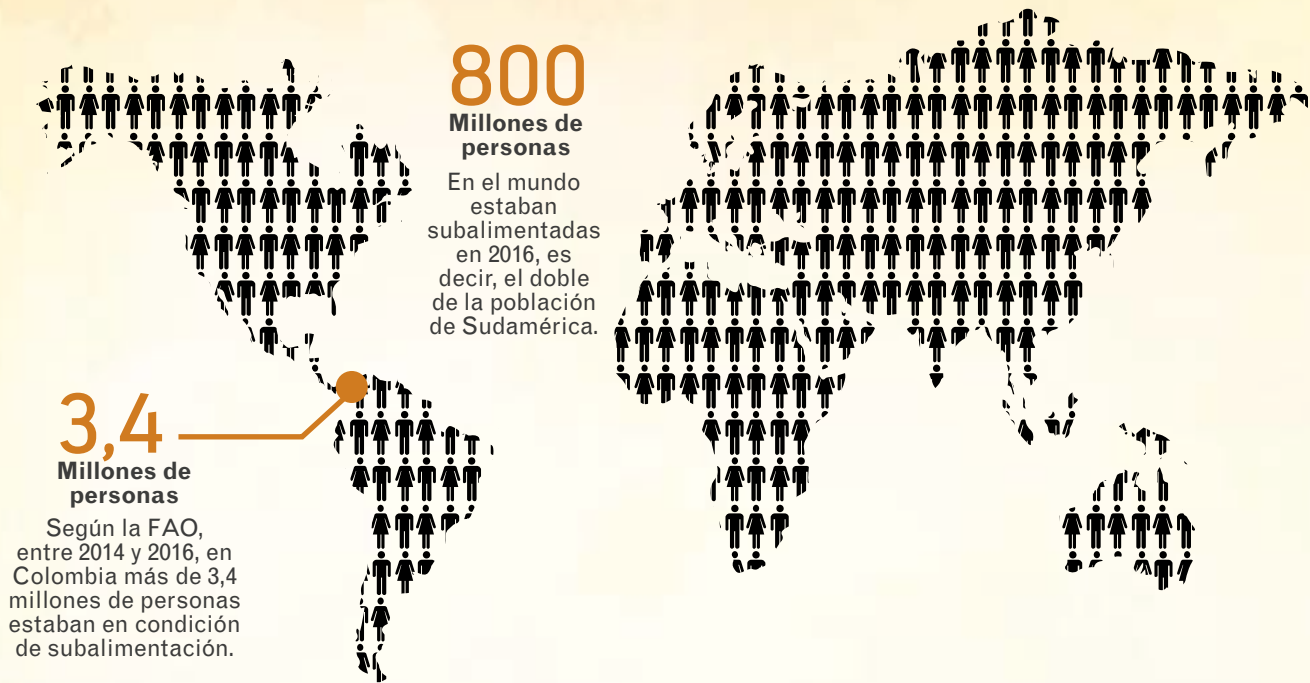 800
Millones de
personas
En el mundo
estaban
subalimentadas
en 2016, es
decir, el doble
de la población
de Sudamérica.
3,4
Millones de
personas
Según la FAO,
entre 2014 y 2016, en
Colombia más de 3,4
millones de personas
estaban en condición
de subalimentación.